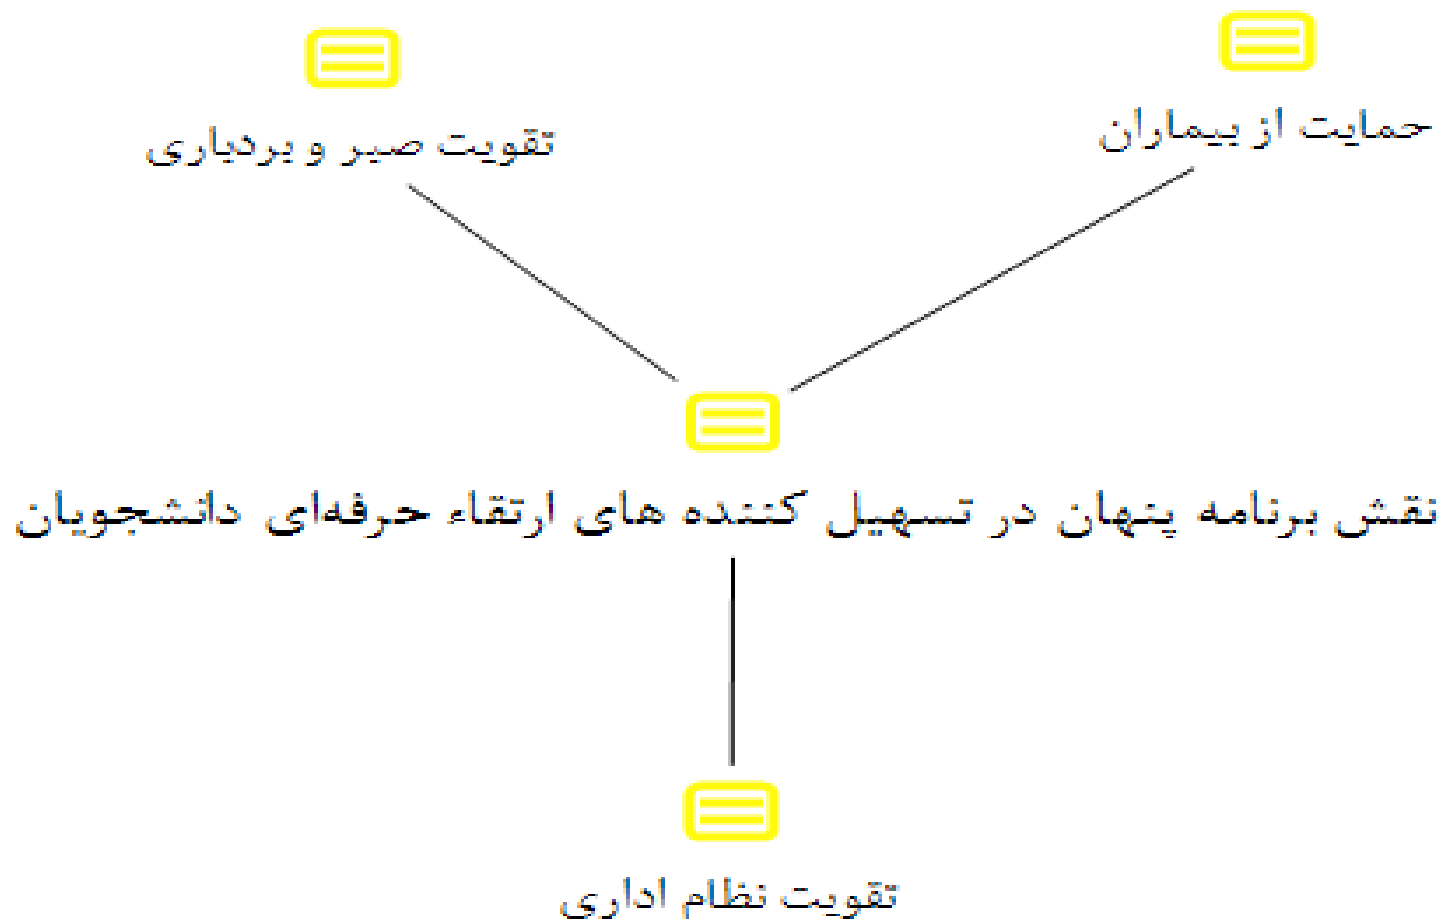 حمایت از بیماران
تقویت صبر و بردباری
نقش برنامه پنهان در تسهیل کننده های ارتقاء حرفه‌ای دانشجویان
تقویت نظام اداری